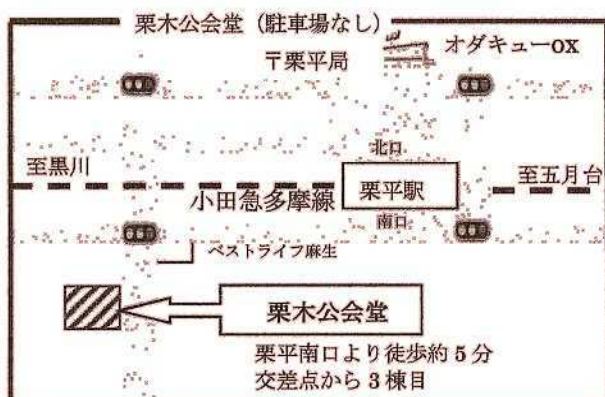 栗木公会堂（駐車場なし）
オダキューOX
〒栗平局
北口
至黒川
栗平駅
至五月台
小田急多摩線
南口
ベストライフ麻生
栗木公会堂
栗平南口より徒歩約5分
交差点から3棟目